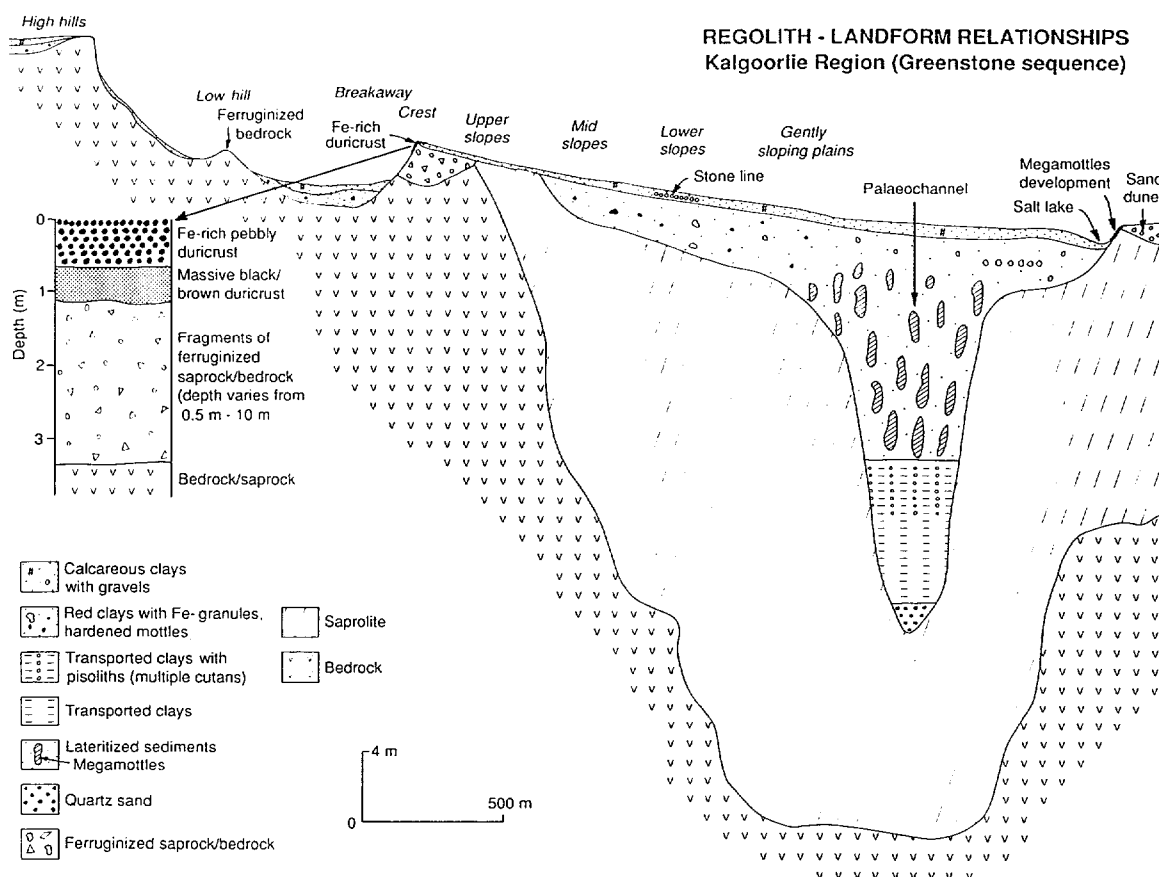 High hills
REGOLITH - LANDFORM RELATIONSHIPS
Kalgoorlie Region (Greenstone sequence)
Low hill
Ferruginized
bedrock
Breakaway
Crest
Fe-rich
duricrust
Upper
slopes
Mid
slopes
Lower
slopes
Stone line
Gently
sloping plains
Palaeochannel
Megamottles
development
Salt lake
Sand
dune
Depth (m)
0
1
2
3
Fe-rich pebbly
duricrust
Massive black/
brown duricrust
Fragments of
ferruginized
saprock/bedrock
(depth varies from
0.5 m - 10 m
Bedrock/saprock
Calcareous clays
with gravels
Red clays with Fe-granules,
hardened mottles
Transported clays with
pisoliths (multiple cutans)
Transported clays
Lateritized sediments
Megamottles
Quartz sand
Ferruginized saprock/bedrock
Saprolite
Bedrock
4 m
0
500 m